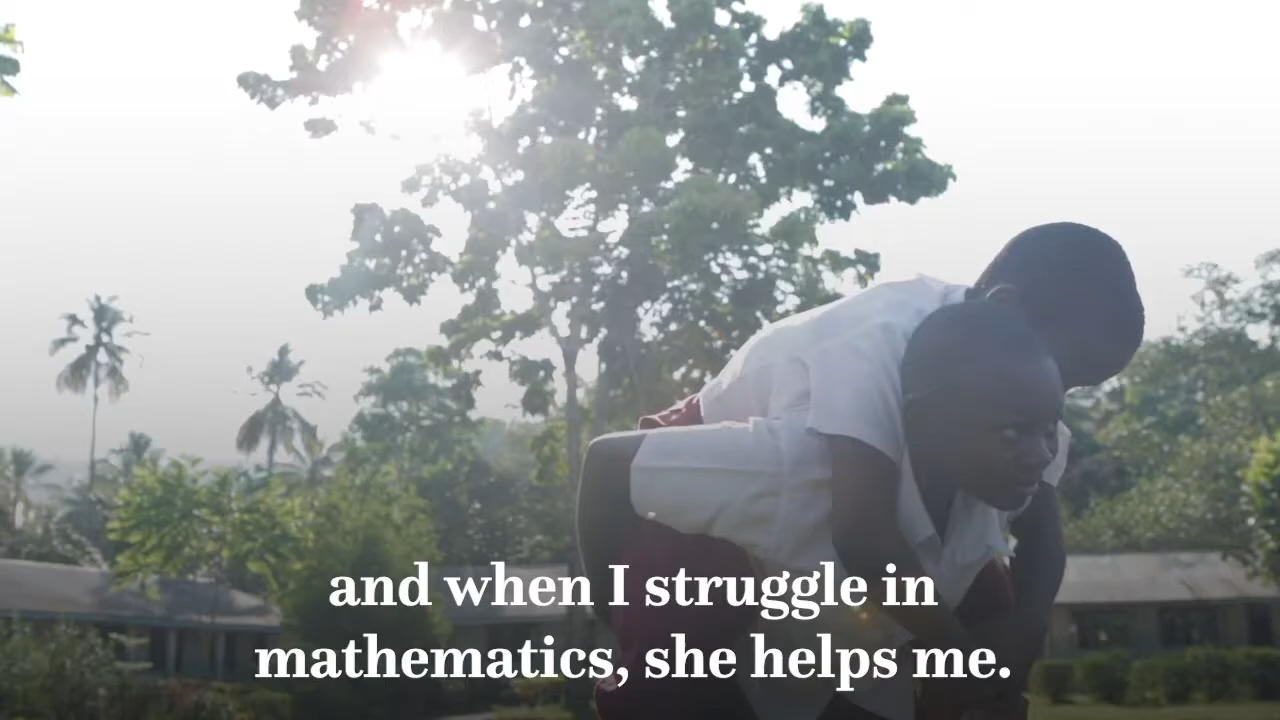 and when I struggle in
mathematics, she helps me.